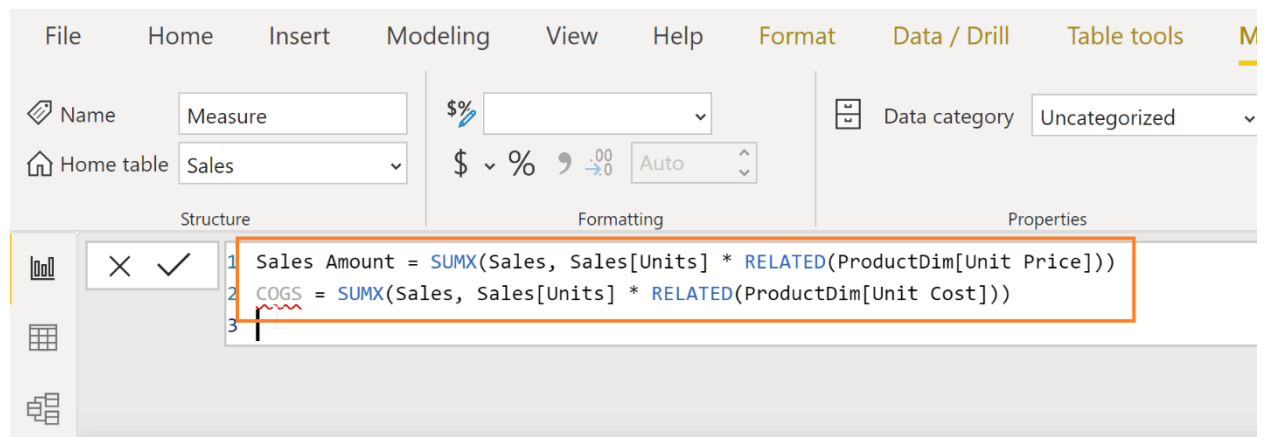 File Home Insert Modeling View Help Format Data / Drill Table tools M
Name Measure $% Data category Uncategorized
Home table Sales $ % , .00 →.0 Auto
Structure Formatting Properties
1 Sales Amount = SUMX(Sales, Sales[Units] * RELATED(ProductDim[Unit Price]))
2 COGS = SUMX(Sales, Sales[Units] * RELATED(ProductDim[Unit Cost]))
3